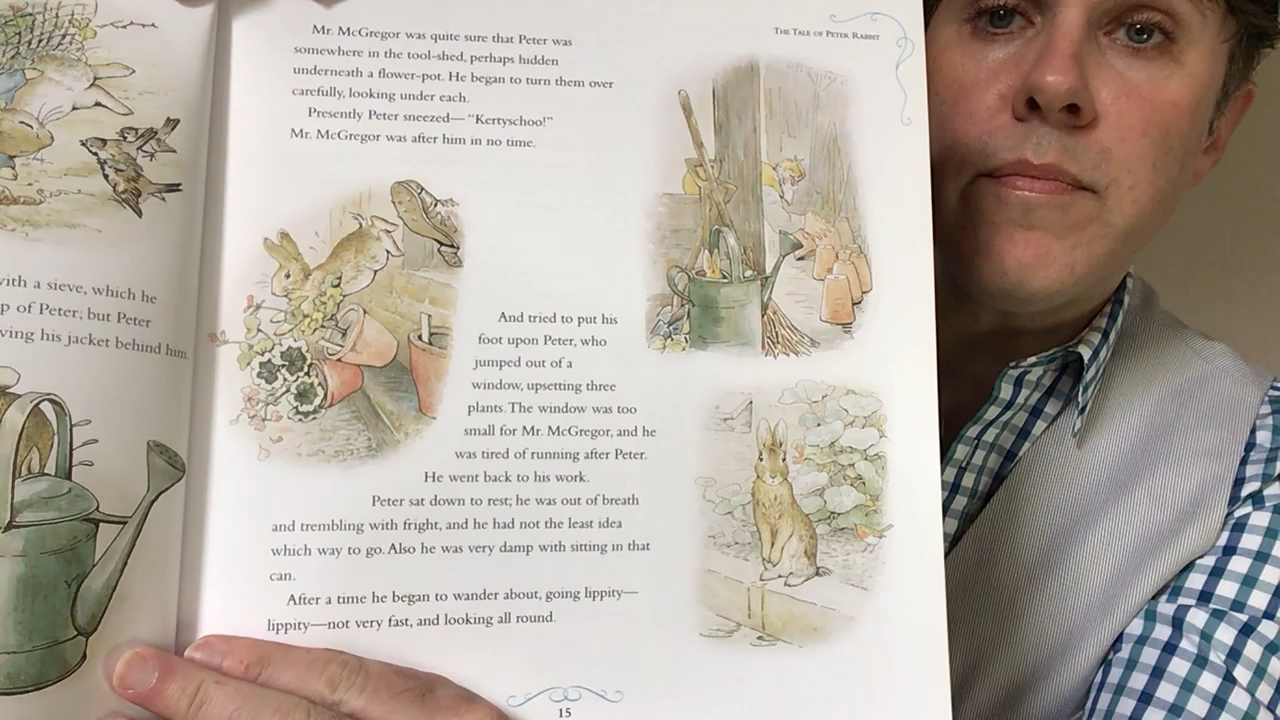 with a sieve, which he
of Peter; but Peter
his jacket behind him.
THE TALE OF PETER RABBIT
Mr. McGregor was quite sure that Peter was
somewhere in the tool-shed, perhaps hidden
underneath a flower-pot. He began to turn them over
carefully, looking under each.
Presently Peter sneezed—“Kertyschoo!”
Mr. McGregor was after him in no time.
And tried to put his
foot upon Peter, who
jumped out of a
window, upsetting three
plants. The window was too
small for Mr. McGregor, and he
was tired of running after Peter.
He went back to his work.
Peter sat down to rest; he was out of breath
and trembling with fright, and he had not the least idea
which way to go. Also he was very damp with sitting in that
can.
After a time he began to wander about, going lippity—
lippity—not very fast, and looking all round.
15